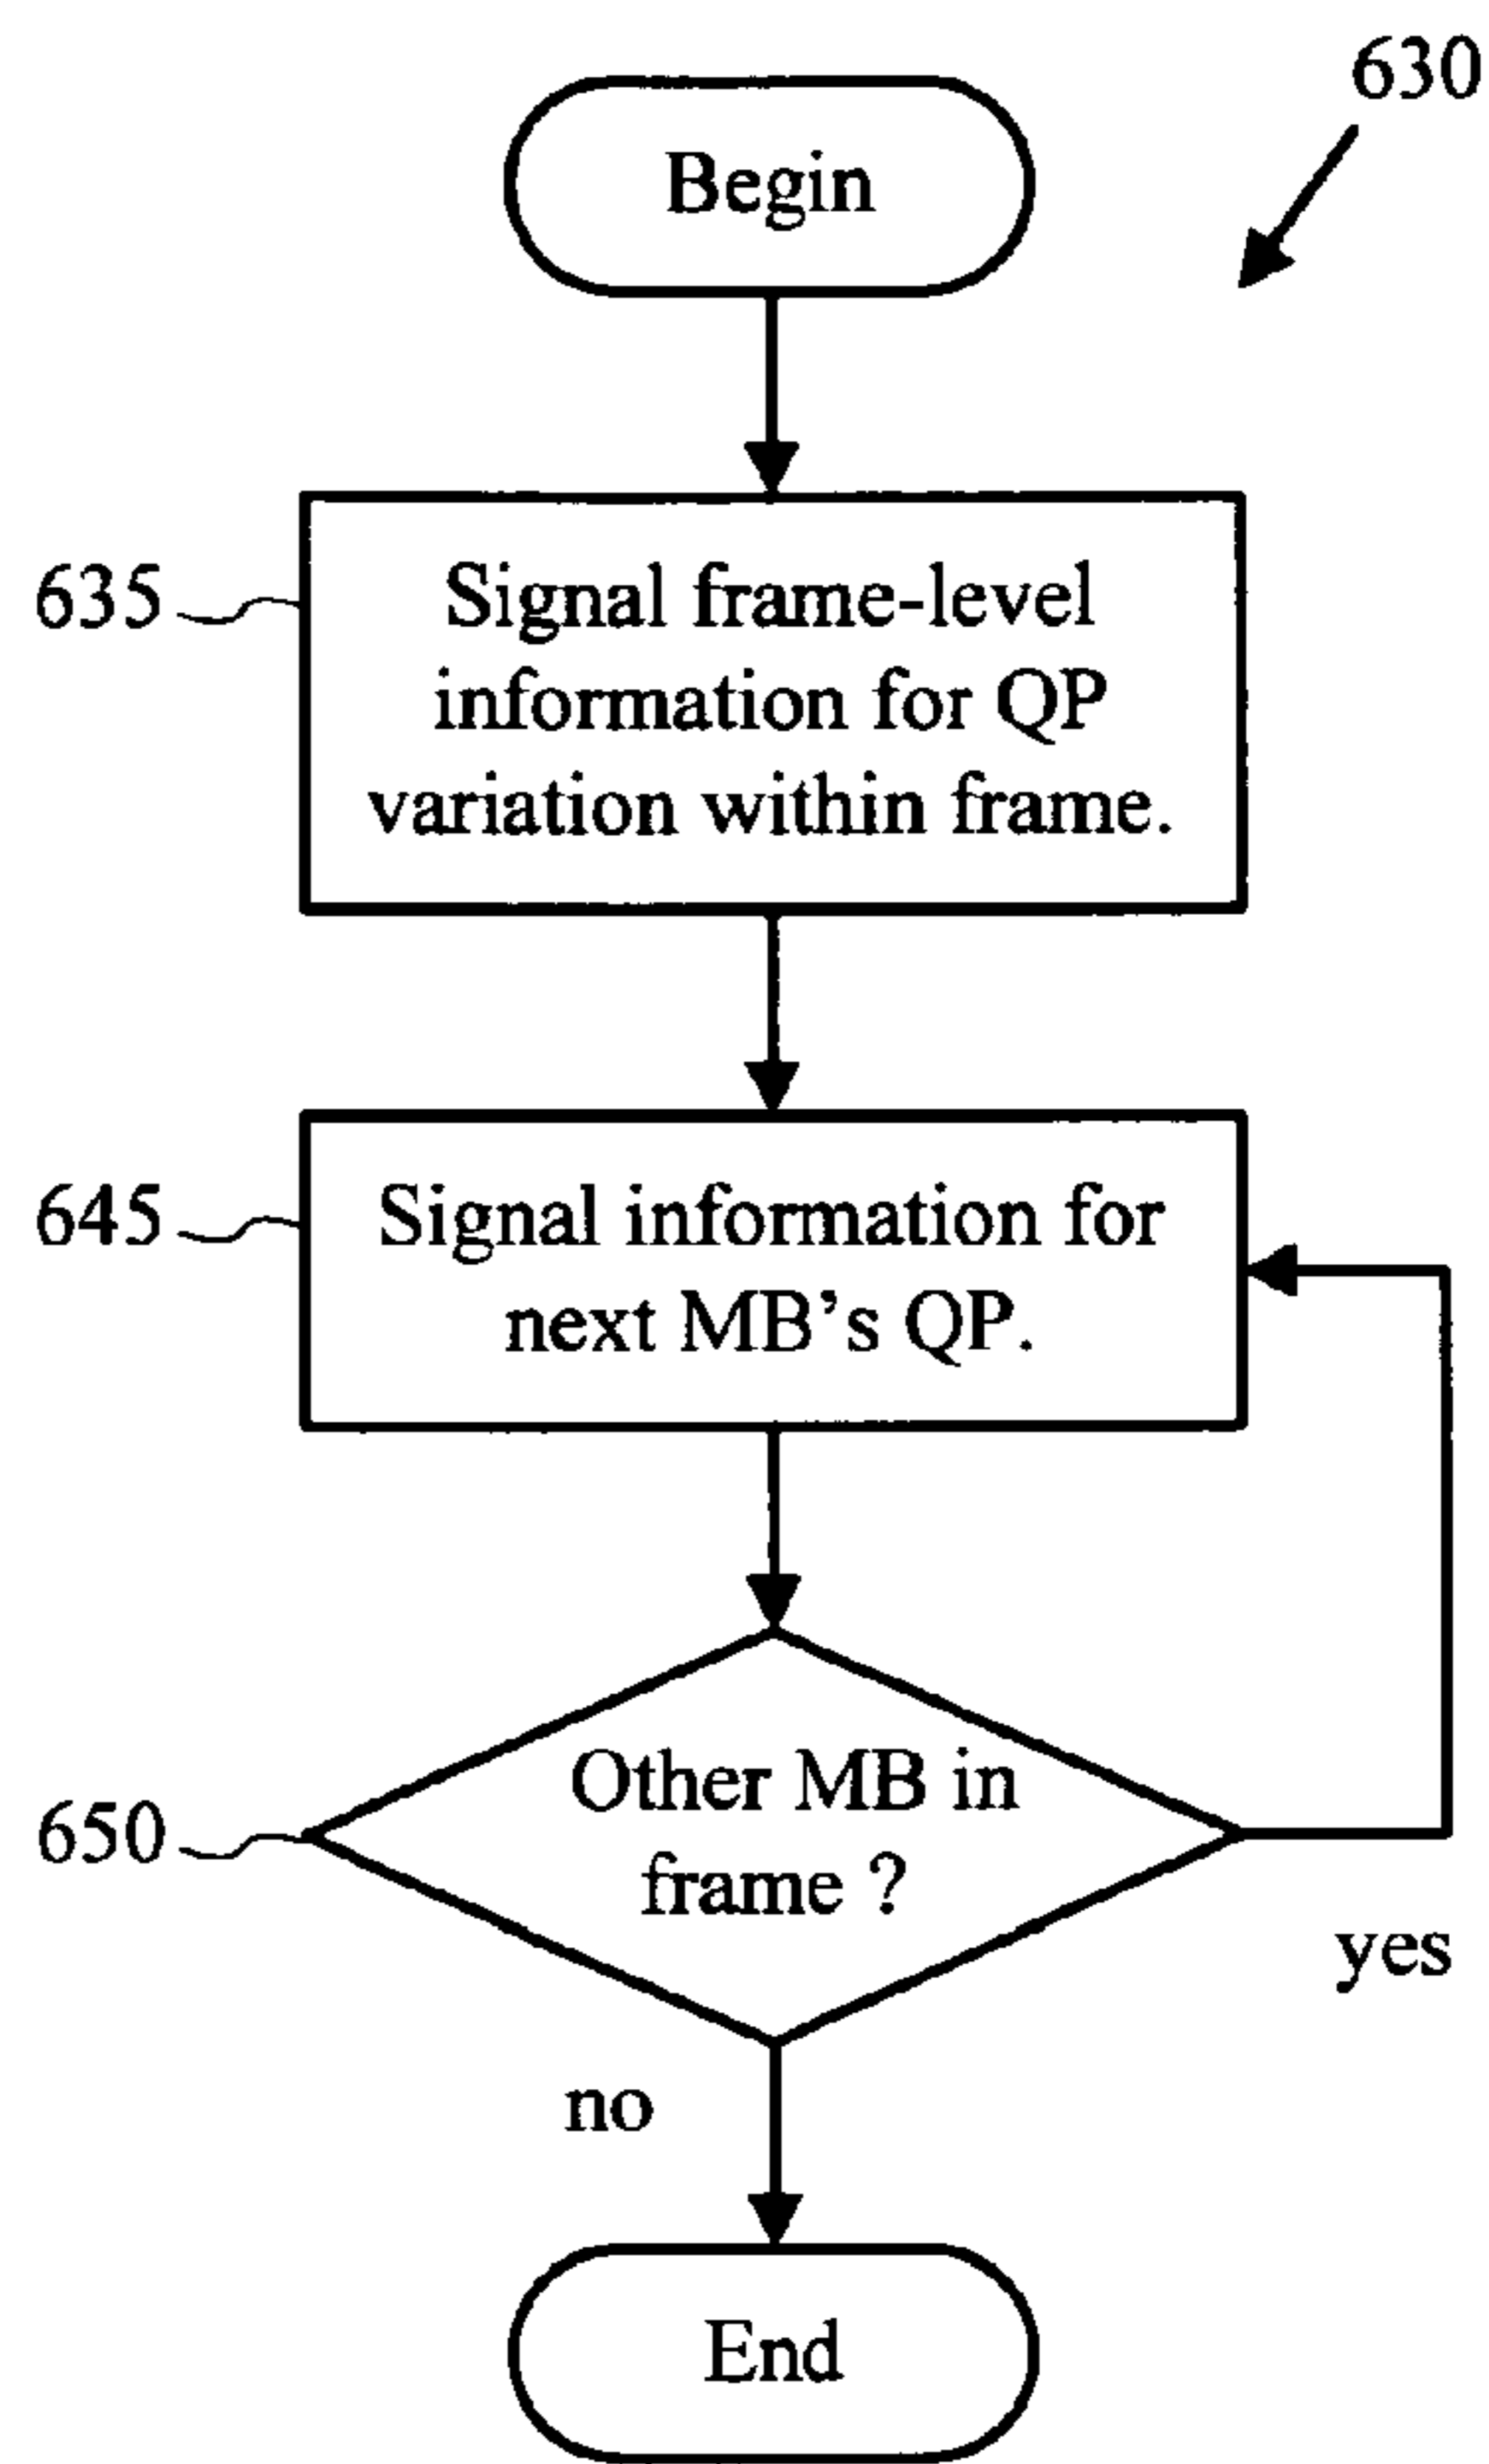 630
Begin
635
Signal frame-level
information for QP
variation within frame.
645
Signal information for
next MB's QP.
650
Other MB in
frame ?
yes
no
End